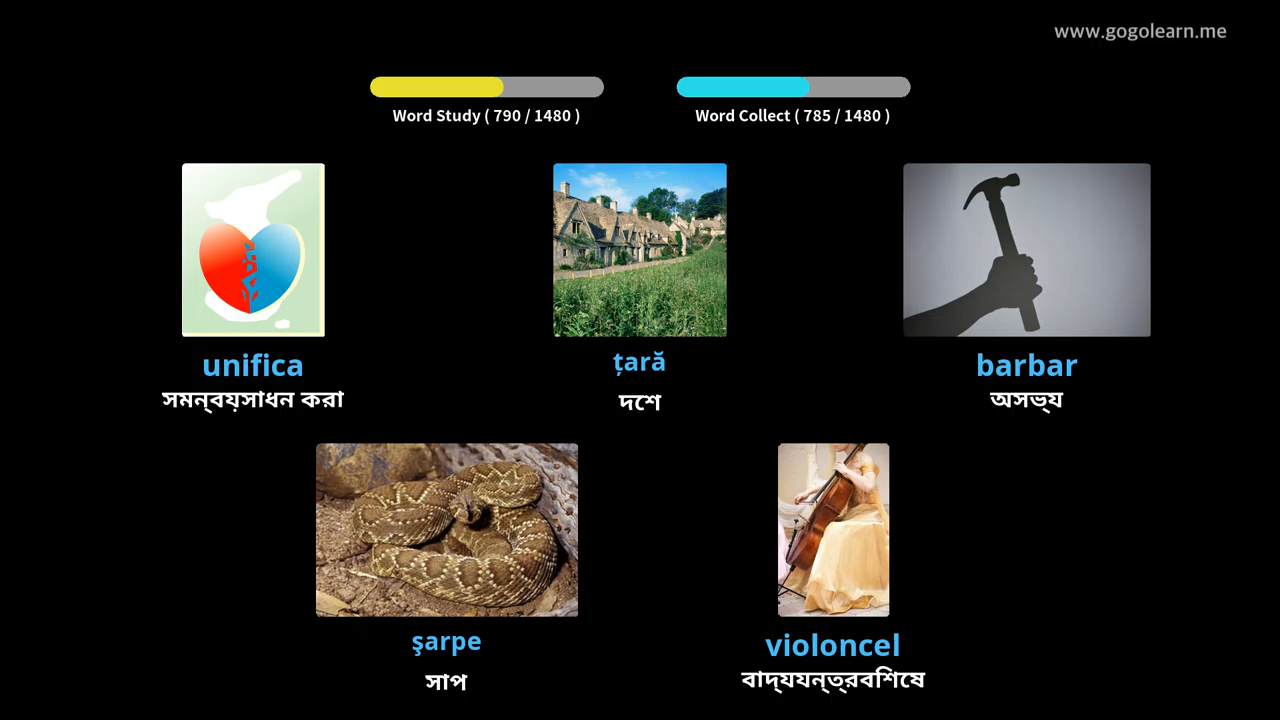 www.gogolearn.me
Word Study ( 790 / 1480 )
Word Collect ( 785 / 1480 )
unifica
সমন্বয়সাধন করা
țară
দেশ
barbar
অসভ্য
şarpe
সাপ
violoncel
বাদ্যযন্ত্রবিশেষ